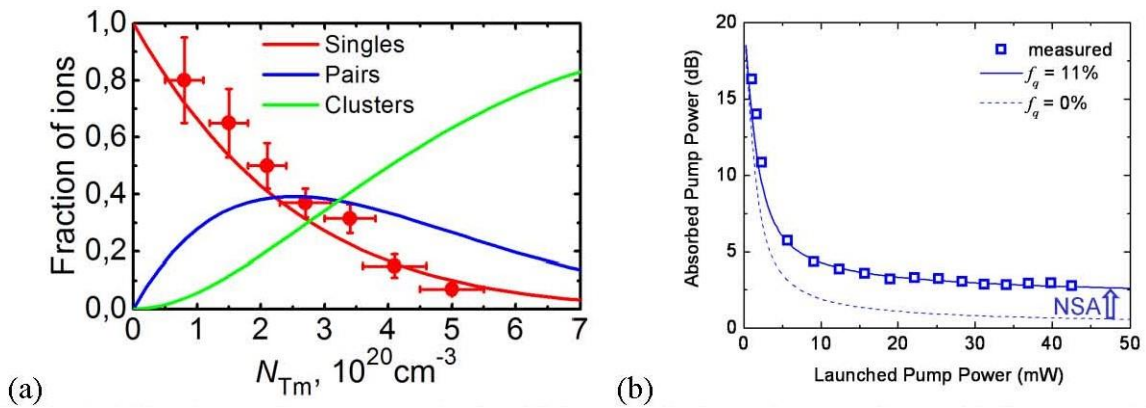 1,0
0,8
0,6
0,4
0,2
0,0
Fraction of ions
Singles
Pairs
Clusters
0 1 2 3 4 5 6 7
N_Tm, 10^20 cm^-3
(a)
(b)
20
15
10
5
0
Absorbed Pump Power (dB)
measured
f_q = 11%
f_q = 0%
NSA
0 10 20 30 40 50
Launched Pump Power (mW)